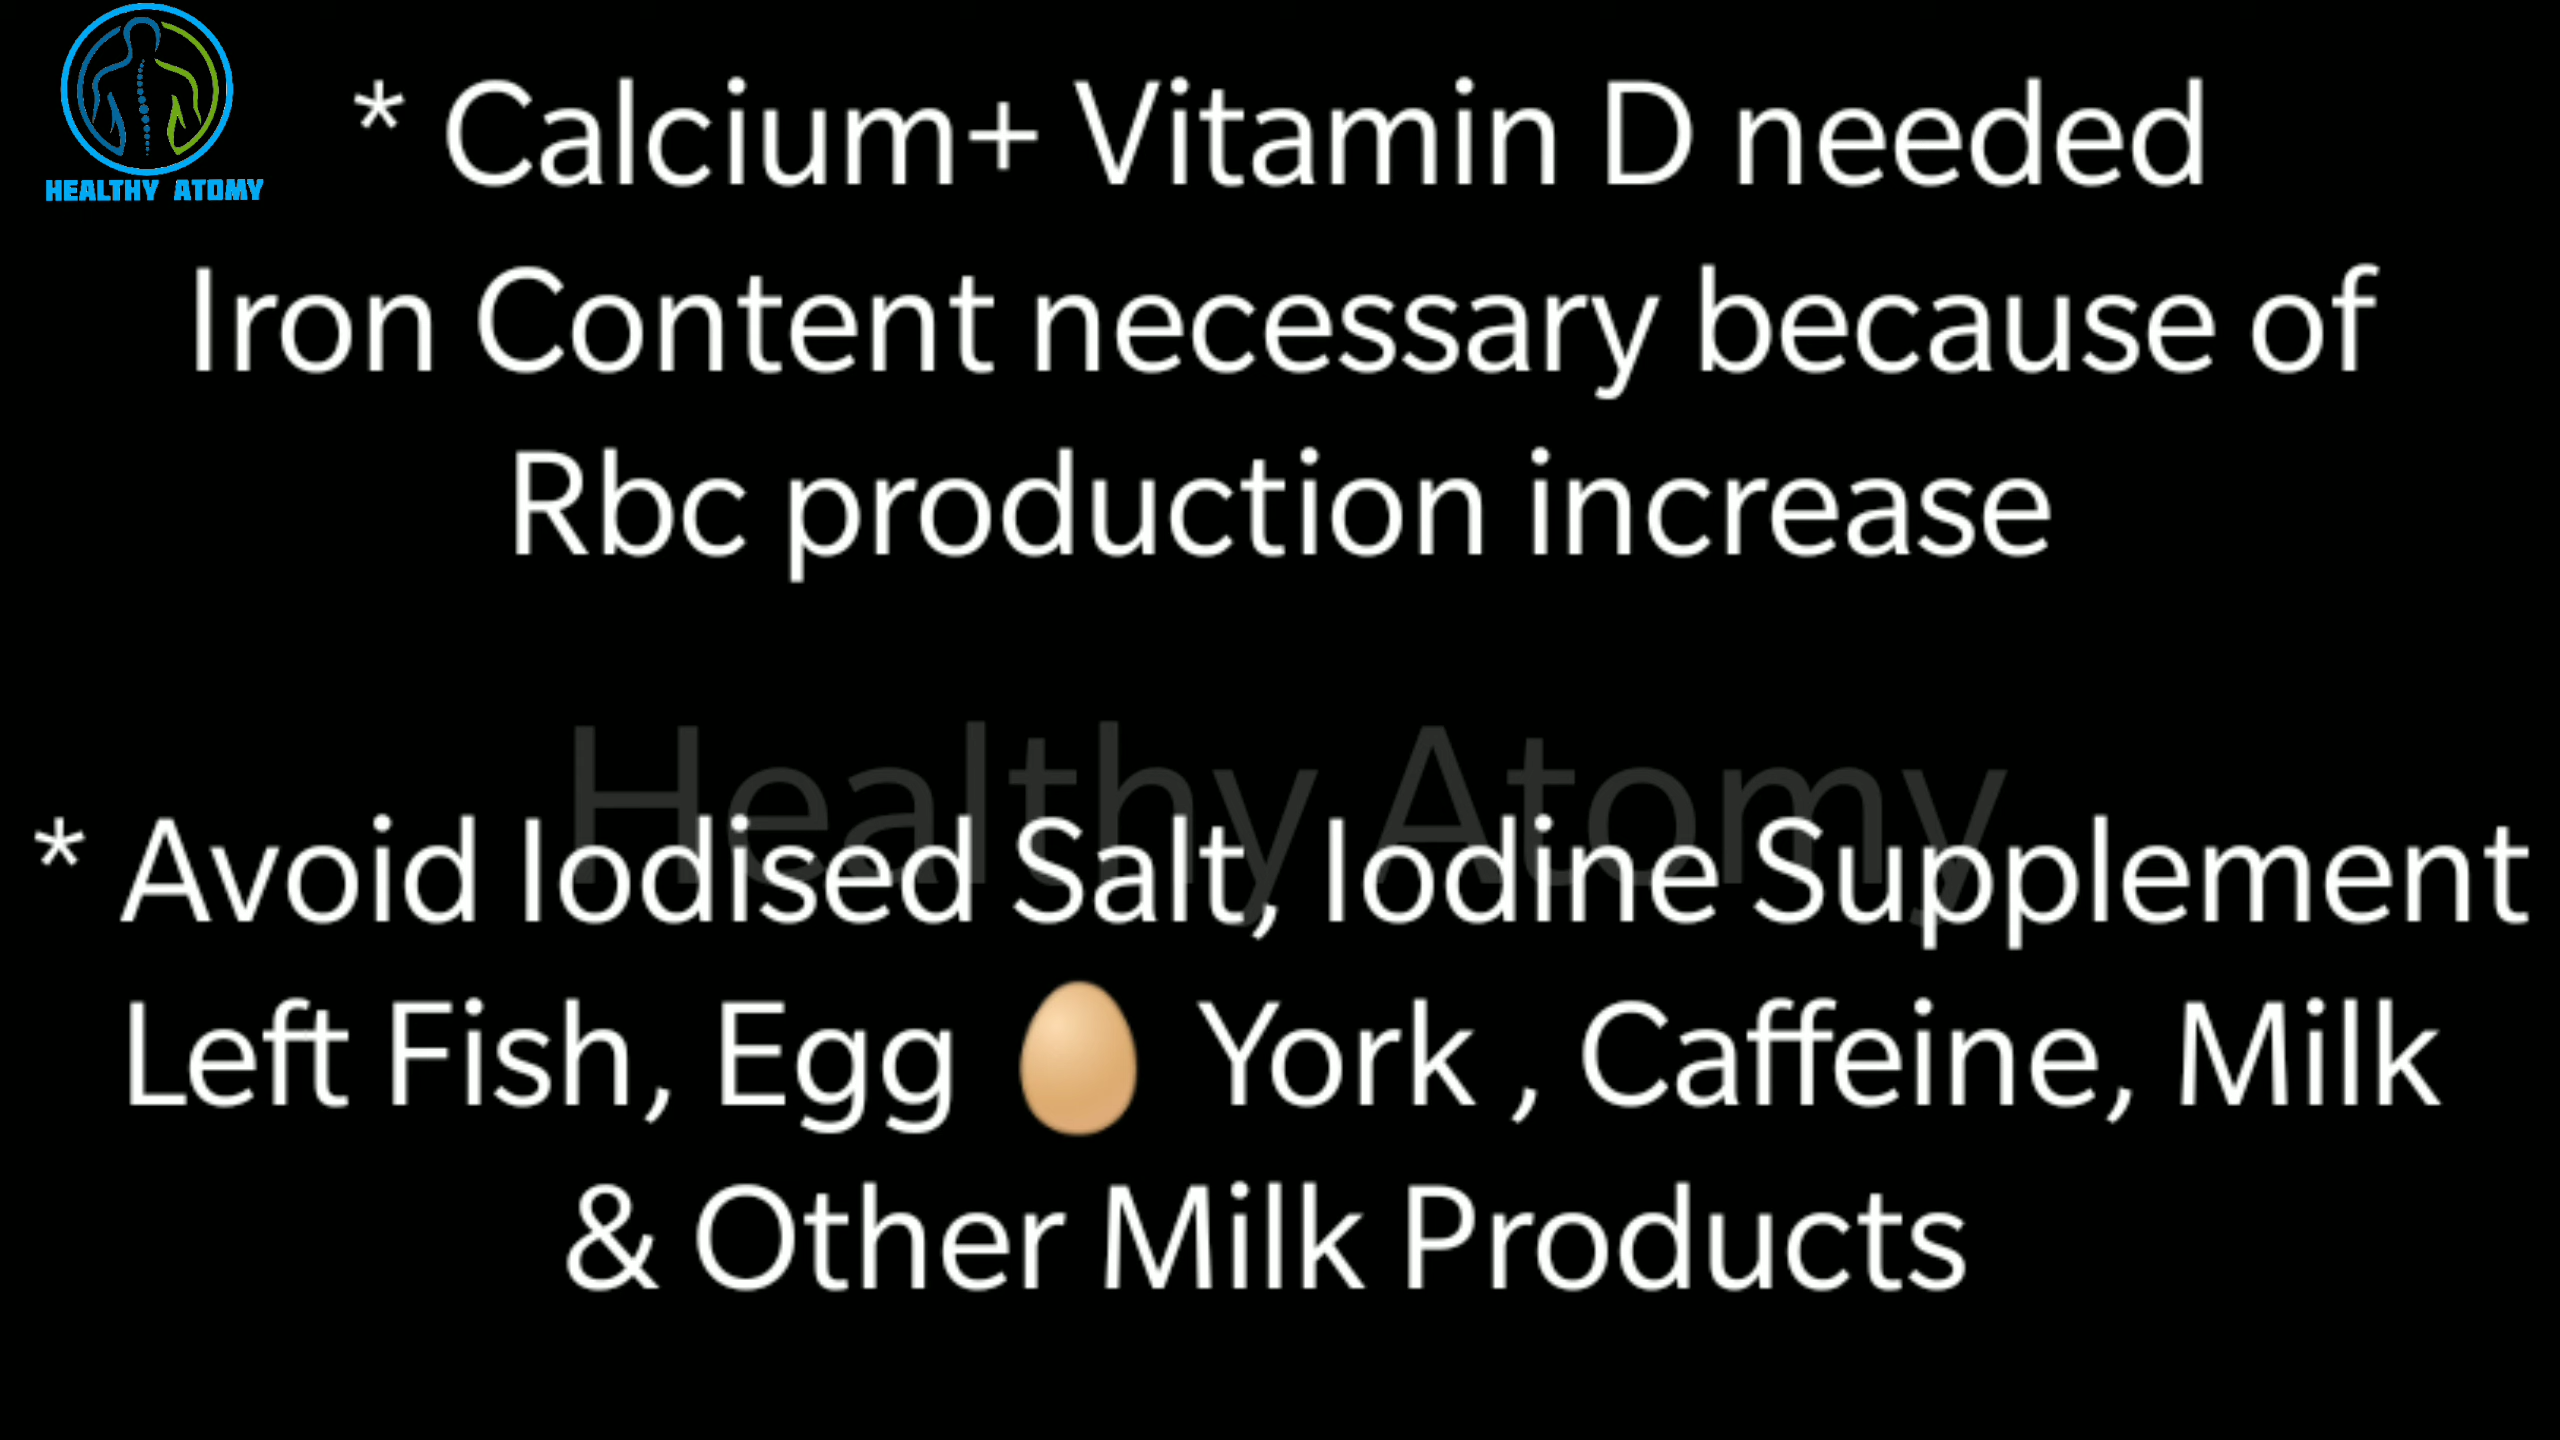 HEALTHY ATOMY
* Calcium+ Vitamin D needed
Iron Content necessary because of
Rbc production increase
Healthy Atomy
* Avoid Iodised Salt, Iodine Supplement
Left Fish, Egg 🥚 York , Caffeine, Milk
& Other Milk Products